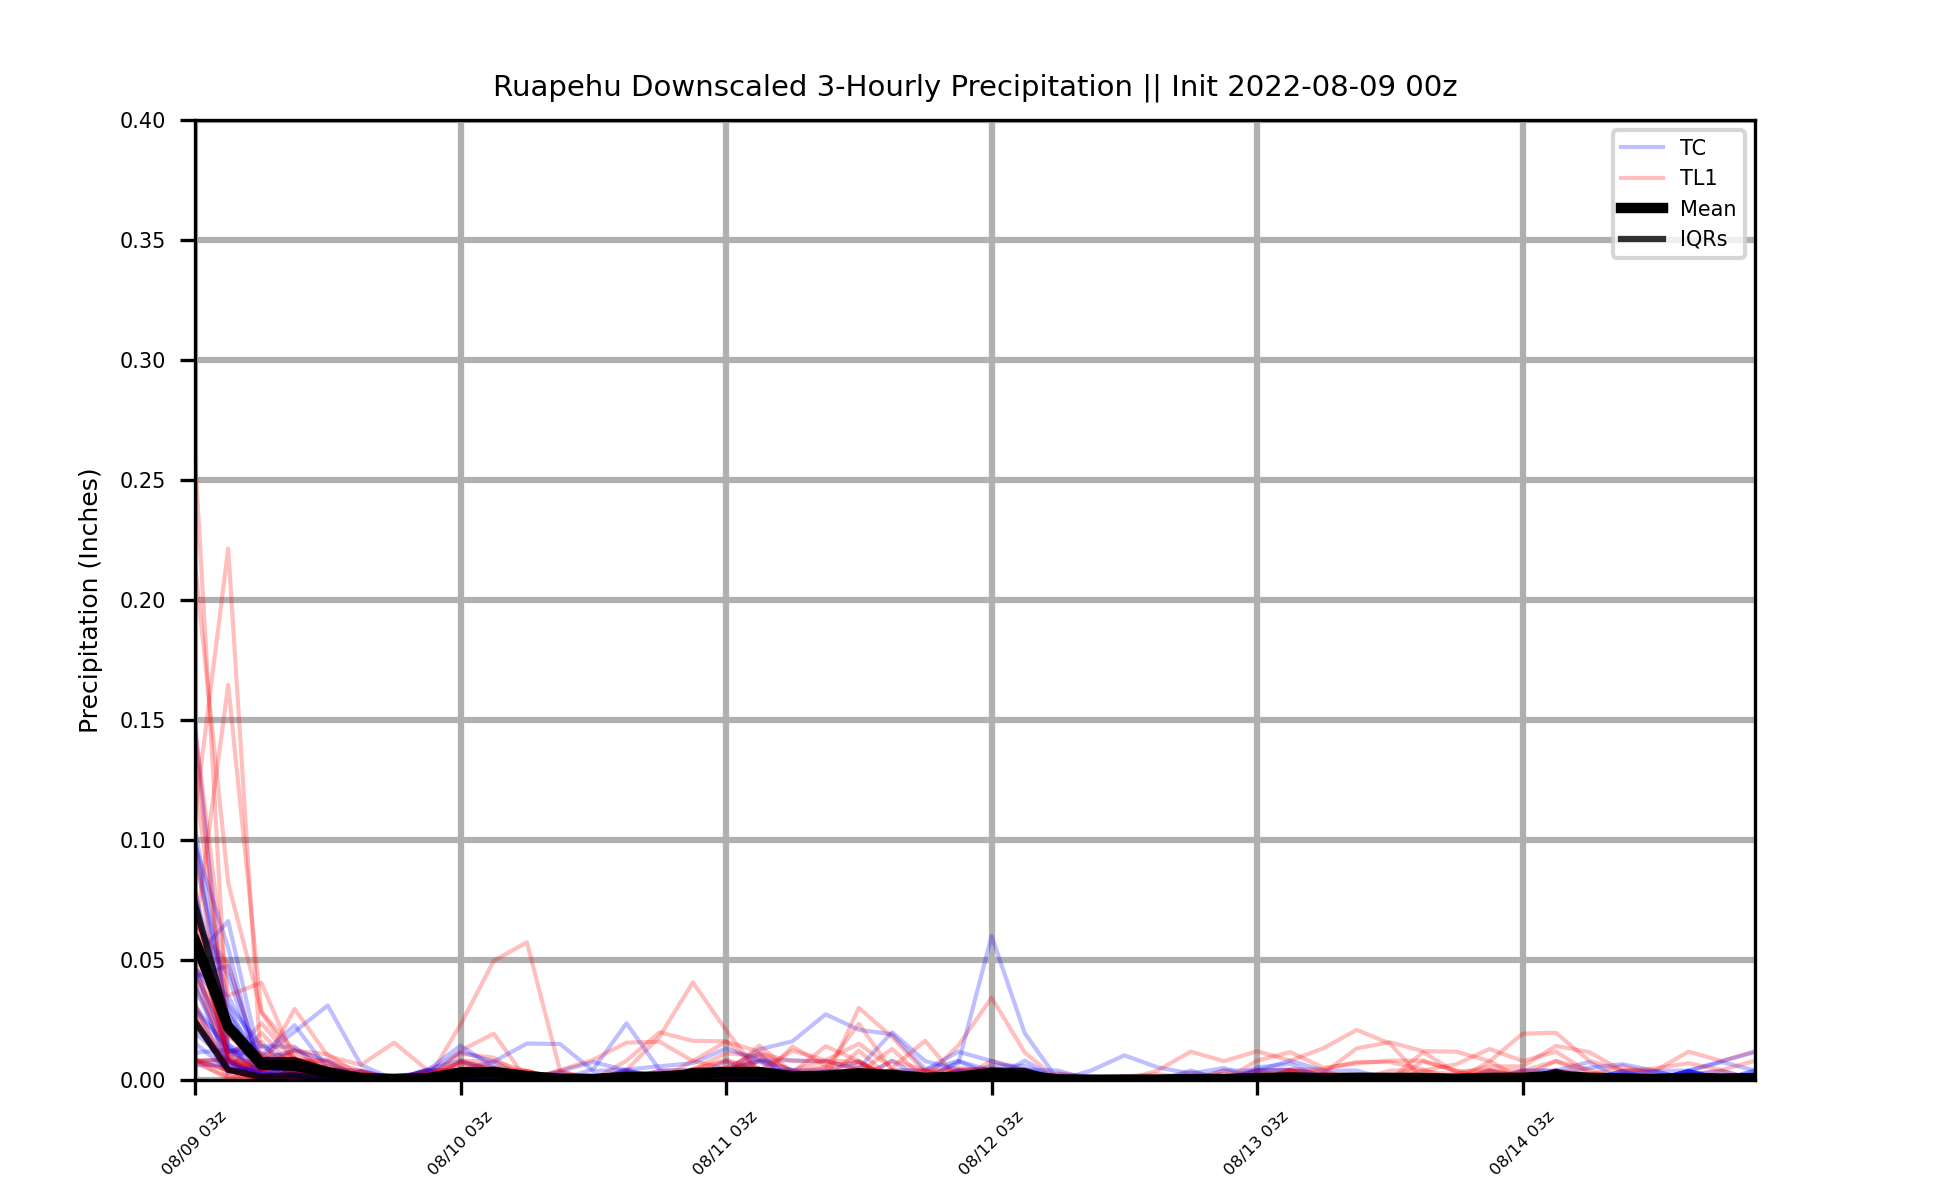 Ruapehu Downscaled 3-Hourly Precipitation || Init 2022-08-09 00z
TC
TL1
Mean
IQRs
Precipitation (Inches)
0.40
0.35
0.30
0.25
0.20
0.15
0.10
0.05
0.00
08/09 03z
08/10 03z
08/11 03z
08/12 03z
08/13 03z
08/14 03z